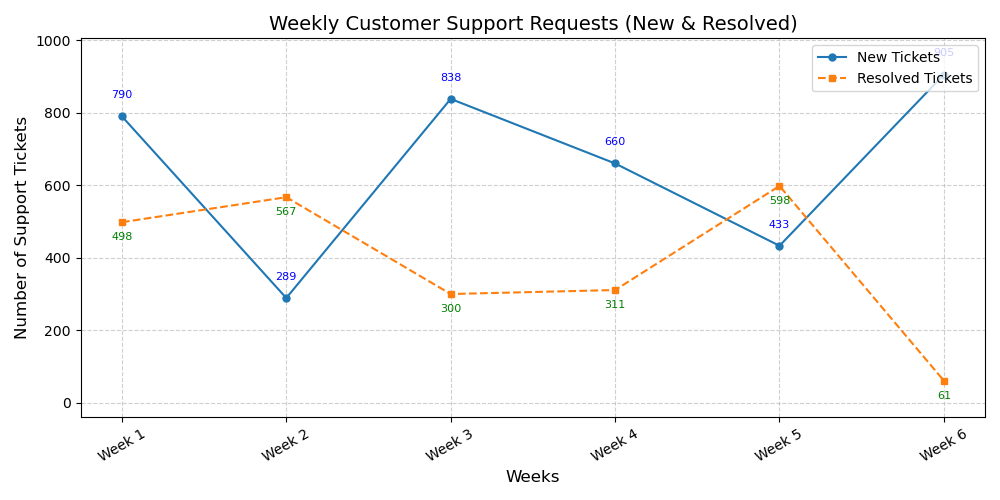 Weekly Customer Support Requests (New & Resolved)
1000
800
600
400
200
0
Number of Support Tickets
790
289
838
660
433
905
498
567
300
311
598
61
New Tickets
Resolved Tickets
Week 1
Week 2
Week 3
Week 4
Week 5
Week 6
Weeks